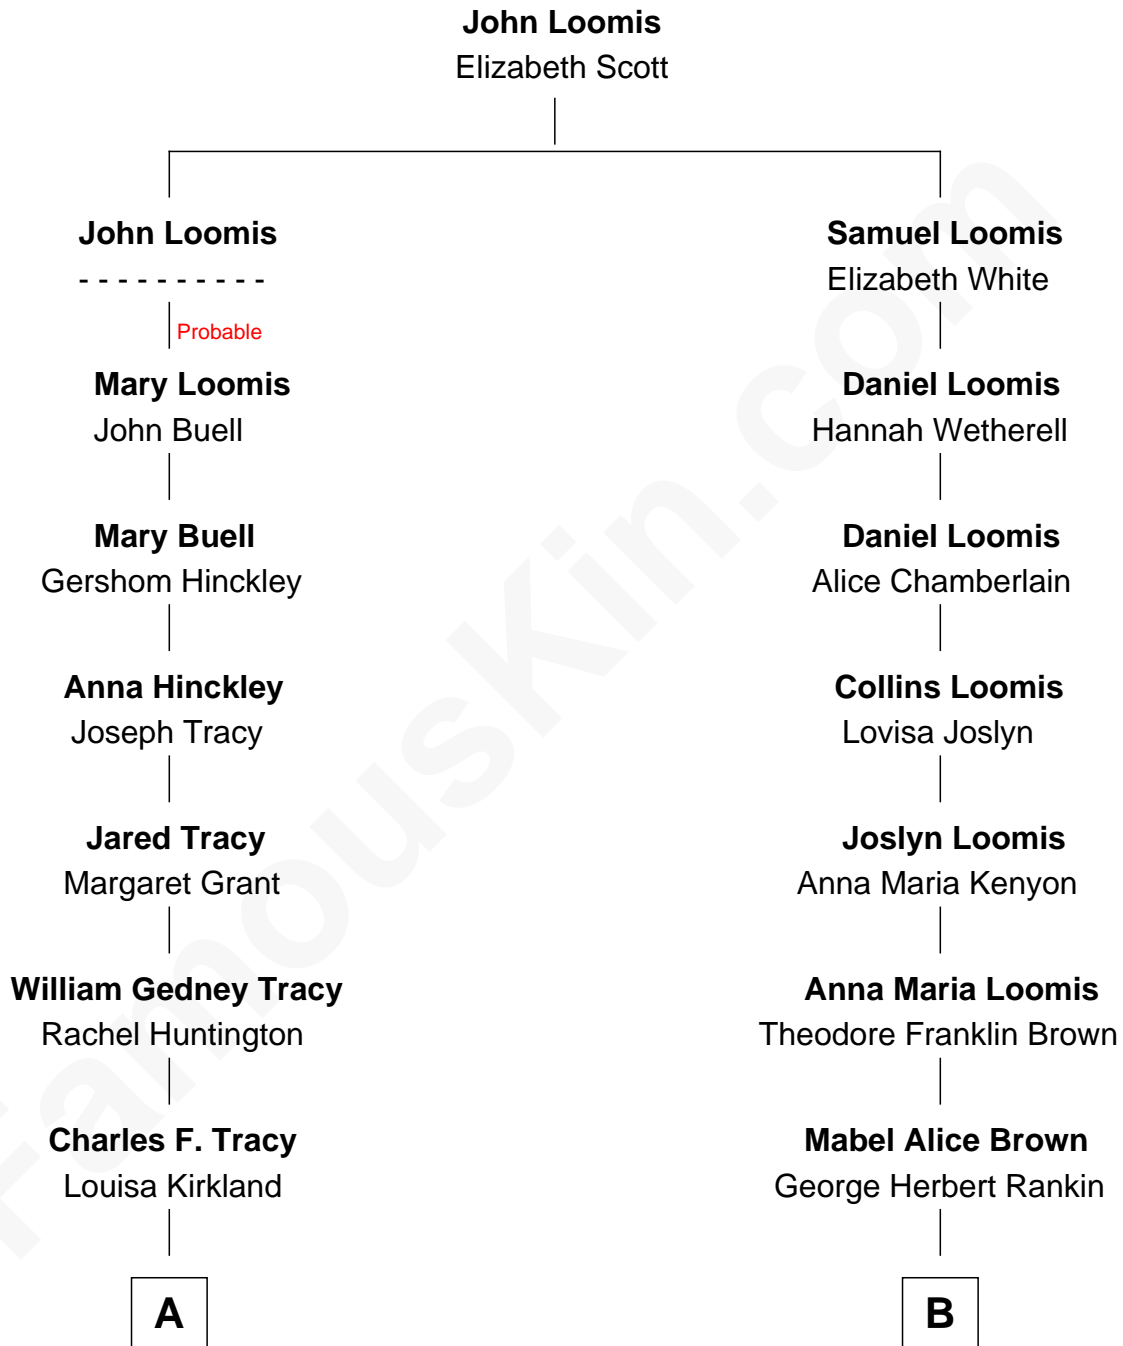 John Loomis
Elizabeth Scott
John Loomis
- - - - - - - - - -
Probable
Mary Loomis
John Buell
Mary Buell
Gershom Hinckley
Anna Hinckley
Joseph Tracy
Jared Tracy
Margaret Grant
William Gedney Tracy
Rachel Huntington
Charles F. Tracy
Louisa Kirkland
A
Samuel Loomis
Elizabeth White
Daniel Loomis
Hannah Wetherell
Daniel Loomis
Alice Chamberlain
Collins Loomis
Lovisa Joslyn
Joslyn Loomis
Anna Maria Kenyon
Anna Maria Loomis
Theodore Franklin Brown
Mabel Alice Brown
George Herbert Rankin
B
FamousKin.com